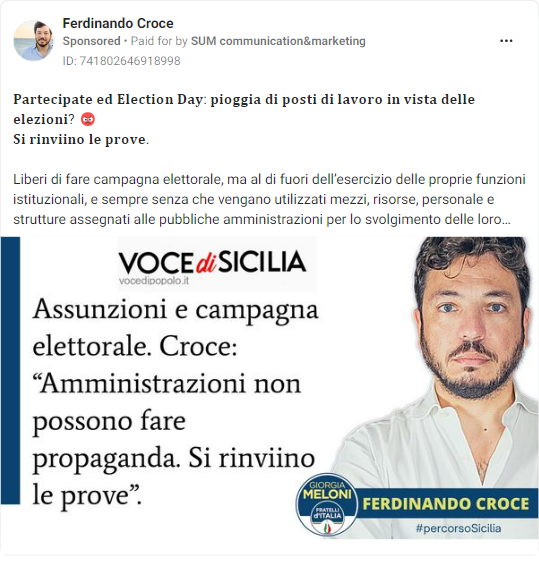 Ferdinando Croce
Sponsored • Paid for by SUM communication&marketing
ID: 741802646918998
Partecipate ed Election Day: pioggia di posti di lavoro in vista delle
elezioni? 
Si rinviino le prove.
Liberi di fare campagna elettorale, ma al di fuori dell'esercizio delle proprie funzioni
istituzionali, e sempre senza che vengano utilizzati mezzi, risorse, personale e
strutture assegnati alle pubbliche amministrazioni per lo svolgimento delle loro...
VOCE di SICILIA
vocedipopolo.it
Assunzioni e campagna
elettorale. Croce:
“Amministrazioni non
possono fare
propaganda. Si rinviino
le prove”.
GIORGIA
MELONI
FRATELLI
d'ITALIA
FERDINANDO CROCE
#percorsoSicilia